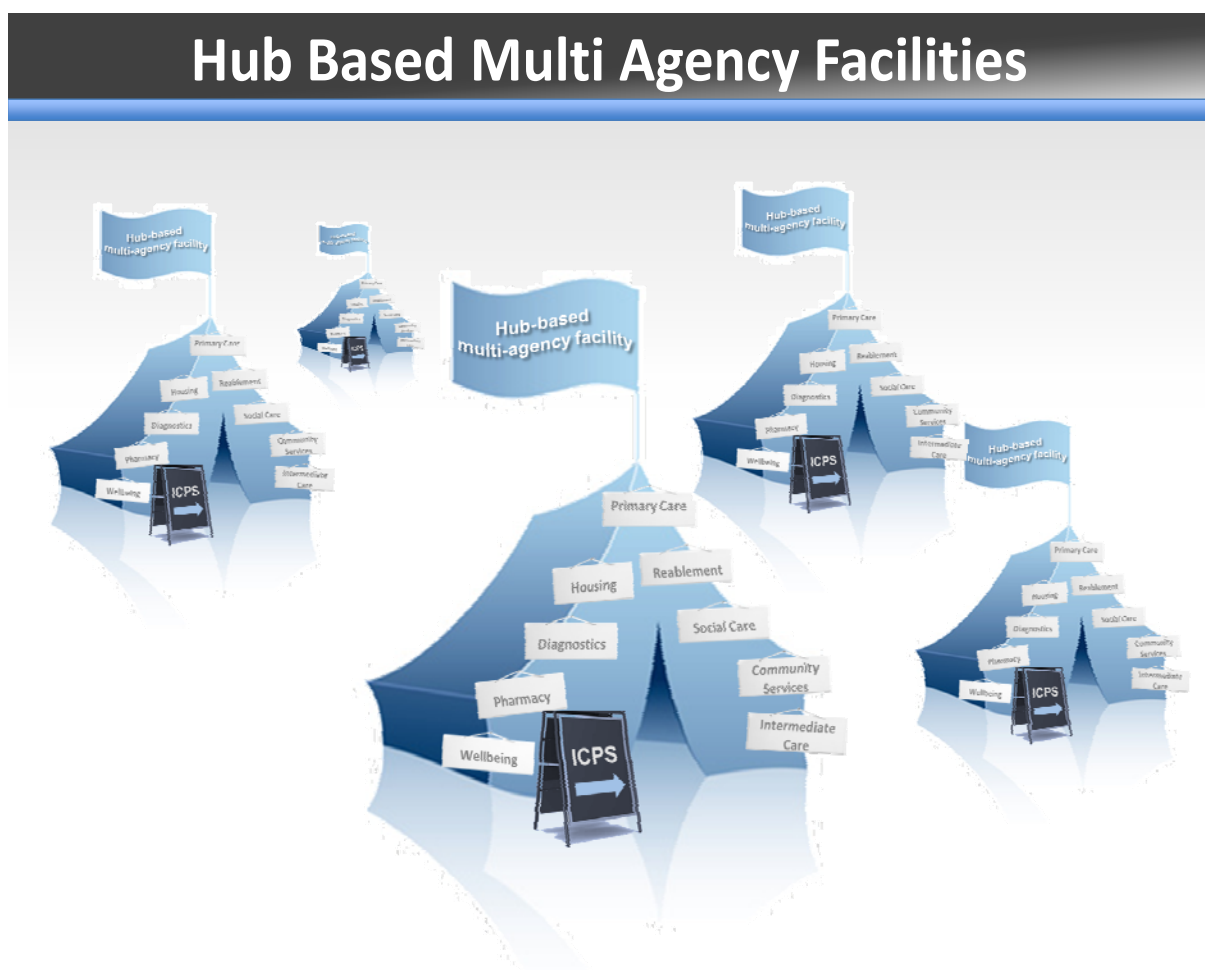 Hub Based Multi Agency Facilities
Hub-based
multi-agency facility
Primary Care
Housing
Reablement
Diagnostics
Social Care
Pharmacy
Community
Services
Wellbeing
Intermediate
Care
ICPS
ICPS
Hub-based
multi-agency facility
Primary Care
Housing
Reablement
Diagnostics
Social Care
Pharmacy
Community
Services
Wellbeing
Intermediate
Care
ICPS
Hub-based
multi-agency facility
Primary Care
Housing
Reablement
Diagnostics
Social Care
Pharmacy
Community
Services
Wellbeing
Intermediate
Care
ICPS
Hub-based
multi-agency facility
Primary Care
Housing
Reablement
Diagnostics
Social Care
Pharmacy
Community
Services
Wellbeing
Intermediate
Care
ICPS